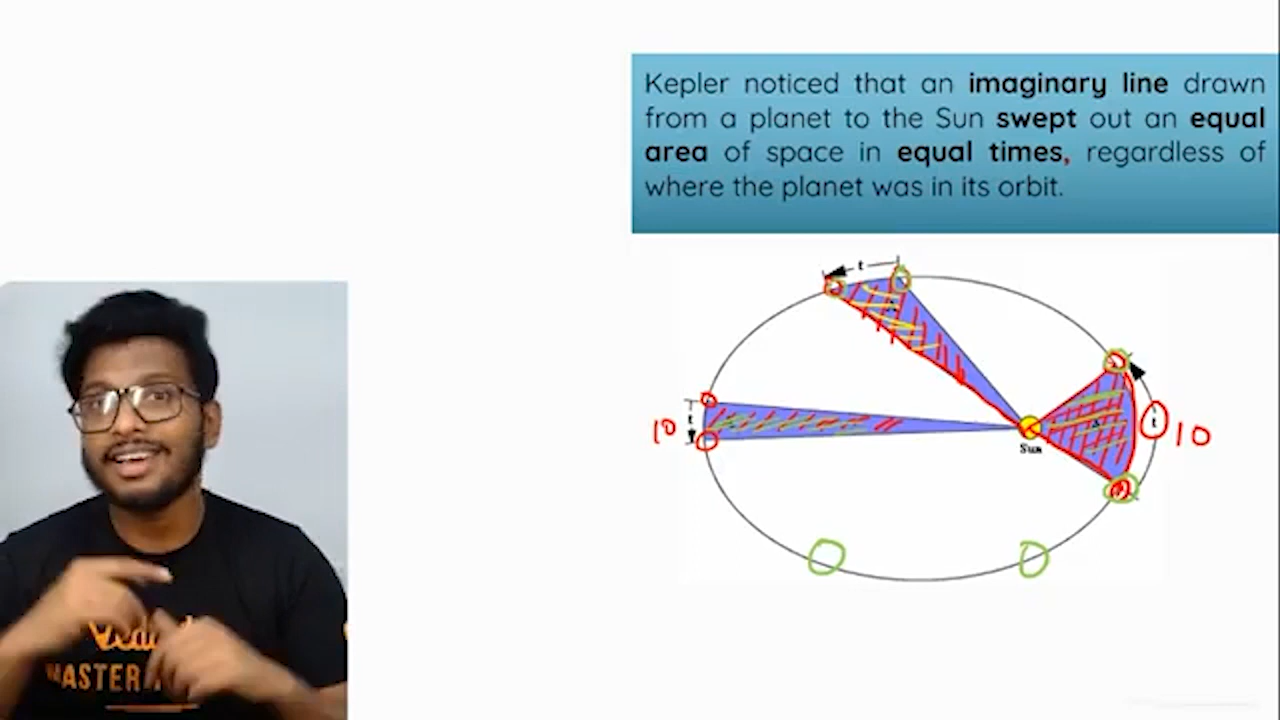 Kepler noticed that an imaginary line drawn
from a planet to the Sun swept out an equal
area of space in equal times, regardless of
where the planet was in its orbit.
t
10
t
Sun
t
10
MASTER